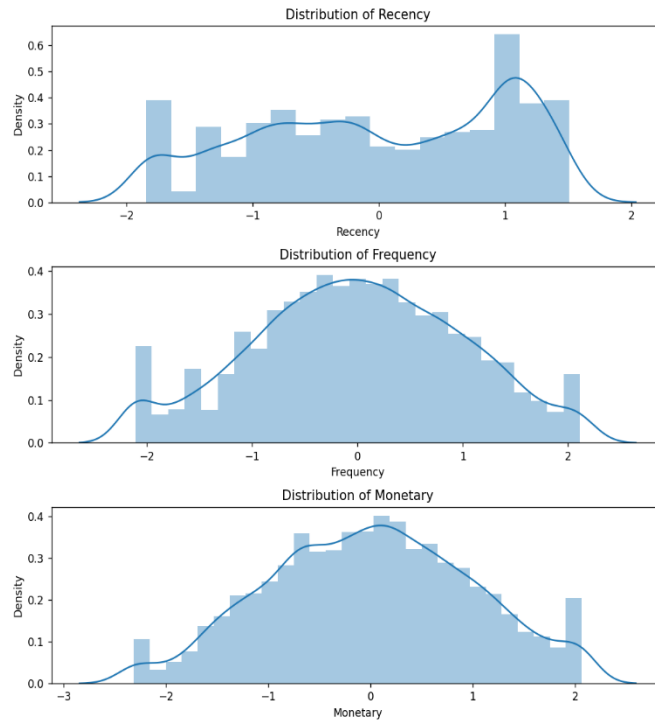 Distribution of Recency
0.6
0.5
0.4
0.3
0.2
0.1
0.0
Density
-2 -1 0 1 2
Recency
Distribution of Frequency
0.4
0.3
0.2
0.1
0.0
Density
-2 -1 0 1 2
Frequency
Distribution of Monetary
0.4
0.3
0.2
0.1
0.0
Density
-3 -2 -1 0 1 2
Monetary